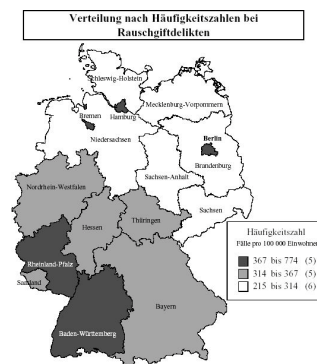 Verteilung nach Häufigkeitszahlen bei
Rauschgiftdelikten
Schleswig-Holstein
Mecklenburg-Vorpommern
Hamburg
Bremen
Niedersachsen
Berlin
Brandenburg
Sachsen-Anhalt
Nordrhein-Westfalen
Sachsen
Thüringen
Hessen
Rheinland-Pfalz
Saarland
Bayern
Baden-Württemberg
Häufigkeitszahl
Fälle pro 100 000 Einwohner
367 bis 774 (5)
314 bis 367 (5)
215 bis 314 (6)